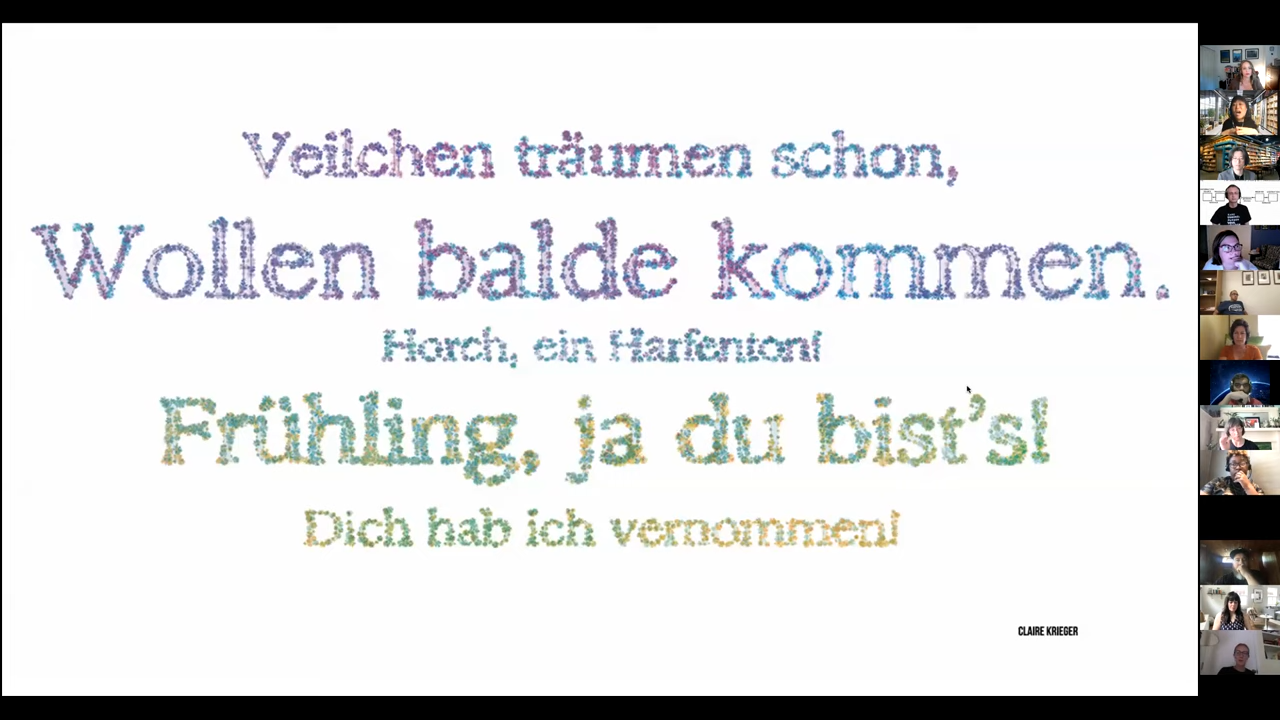 Veilchen träumen schon,
Wollen balde kommen.
Horch, ein Harfenton!
Frühling, ja du bist's!
Dich hab ich vernommen!
CLAIRE KRIEGER